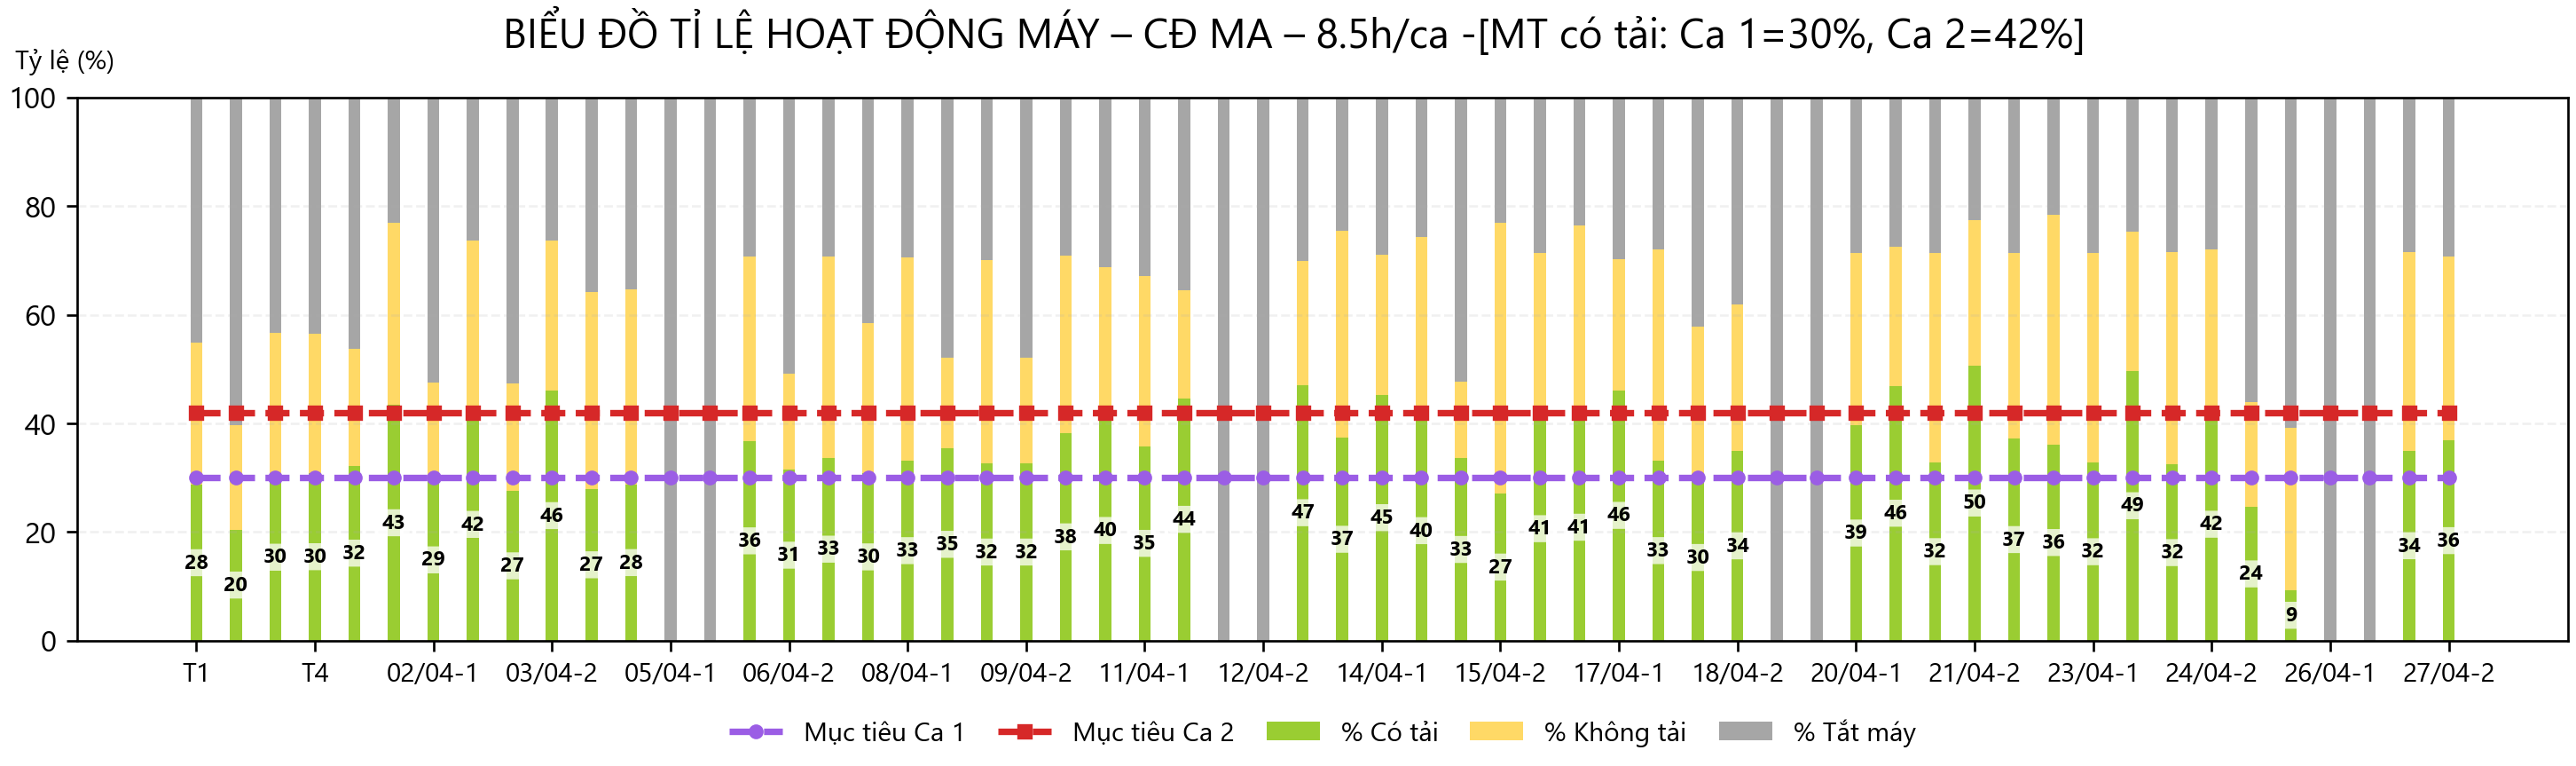 BIỂU ĐỒ TỈ LỆ HOẠT ĐỘNG MÁY – CĐ MA – 8.5h/ca -[MT có tải: Ca 1=30%, Ca 2=42%]
Tỷ lệ (%)
100
80
60
40
20
0
28 20 30 30 32 43 29 42 27 46 27 28 36 31 33 30 33 35 32 32 38 40 35 44 47 37 45 40 33 27 41 41 46 33 30 34 39 46 32 50 37 36 32 49 32 42 24 9 34 36
T1 T4 02/04-1 03/04-2 05/04-1 06/04-2 08/04-1 09/04-2 11/04-1 12/04-2 14/04-1 15/04-2 17/04-1 18/04-2 20/04-1 21/04-2 23/04-1 24/04-2 26/04-1 27/04-2
Mục tiêu Ca 1 Mục tiêu Ca 2 % Có tải % Không tải % Tắt máy